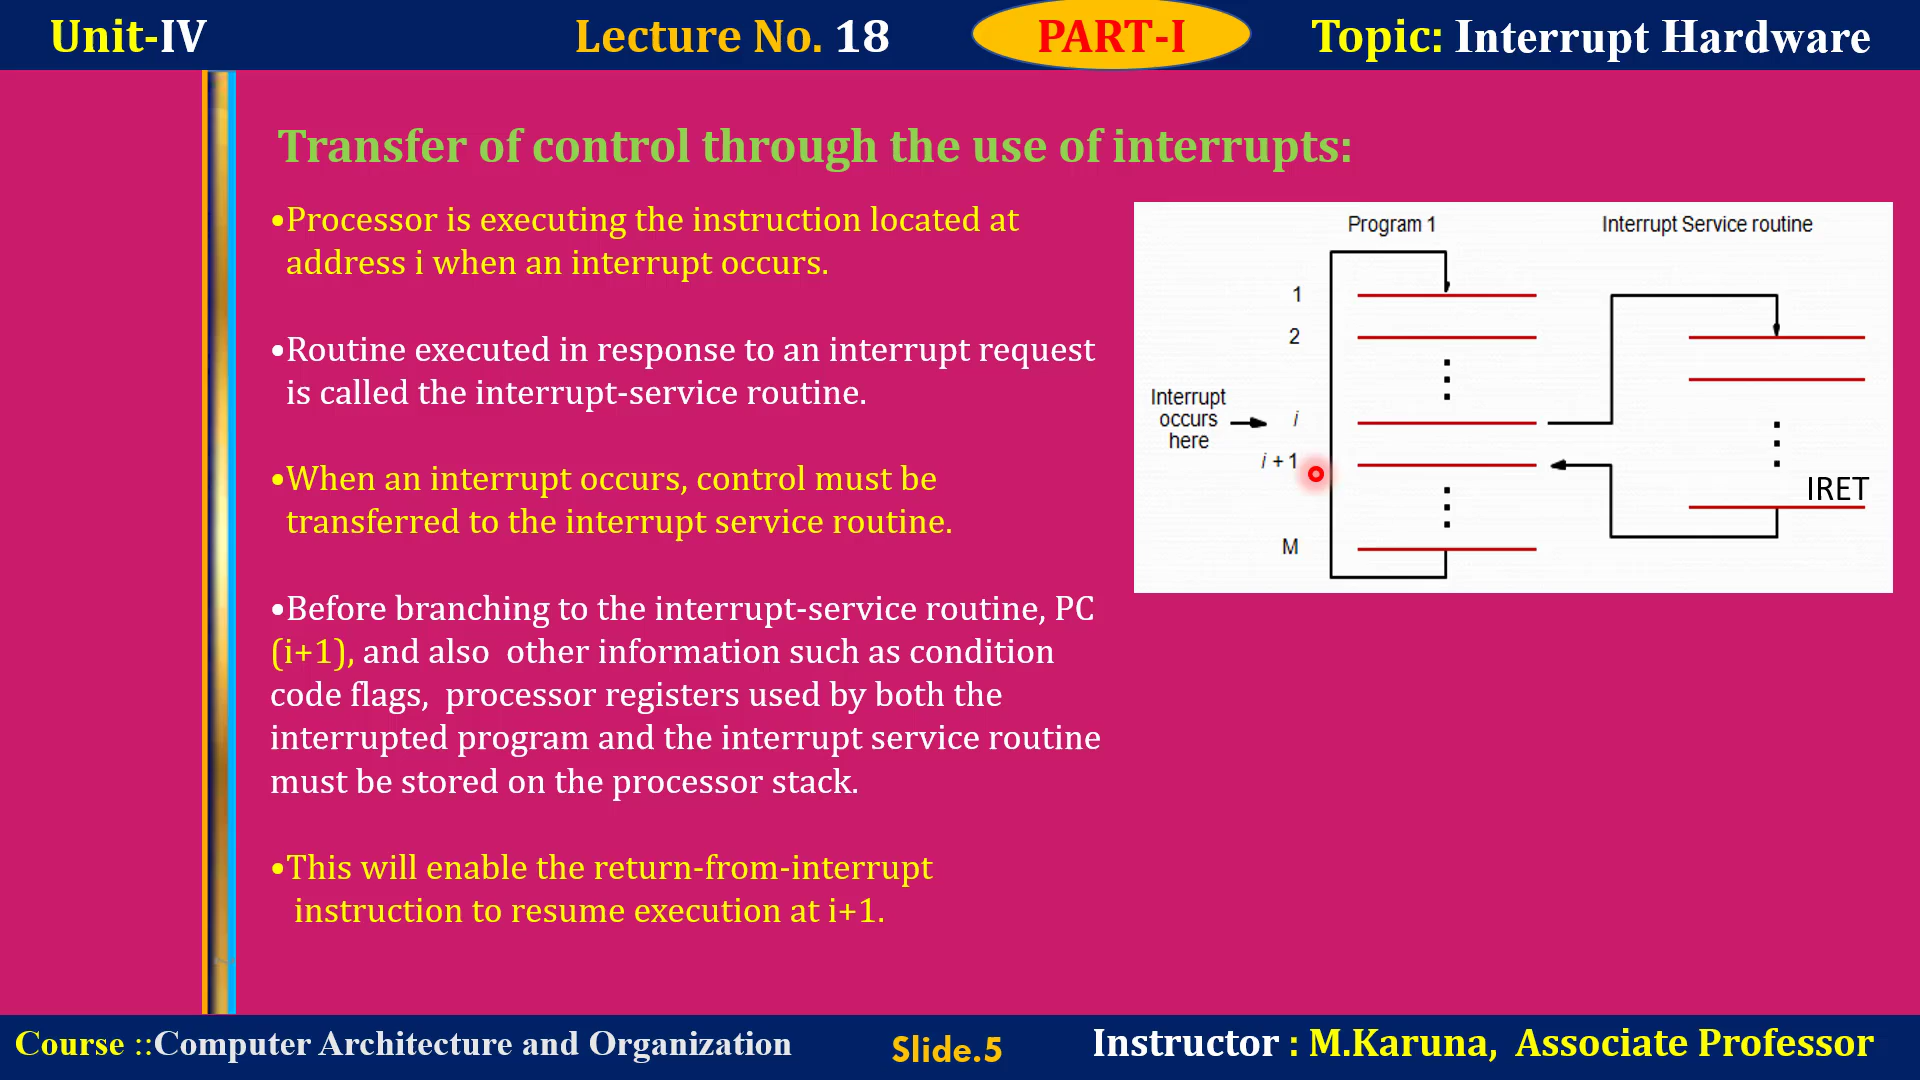 Unit-IV
Lecture No. 18
PART-I
Topic: Interrupt Hardware
Transfer of control through the use of interrupts:
•Processor is executing the instruction located at
address i when an interrupt occurs.
•Routine executed in response to an interrupt request
is called the interrupt-service routine.
•When an interrupt occurs, control must be
transferred to the interrupt service routine.
•Before branching to the interrupt-service routine, PC
(i+1), and also other information such as condition
code flags, processor registers used by both the
interrupted program and the interrupt service routine
must be stored on the processor stack.
•This will enable the return-from-interrupt
instruction to resume execution at i+1.
Program 1
Interrupt Service routine
1
2
Interrupt
occurs
here
i
i + 1
M
IRET
Course ::Computer Architecture and Organization
Slide.5
Instructor : M.Karuna, Associate Professor